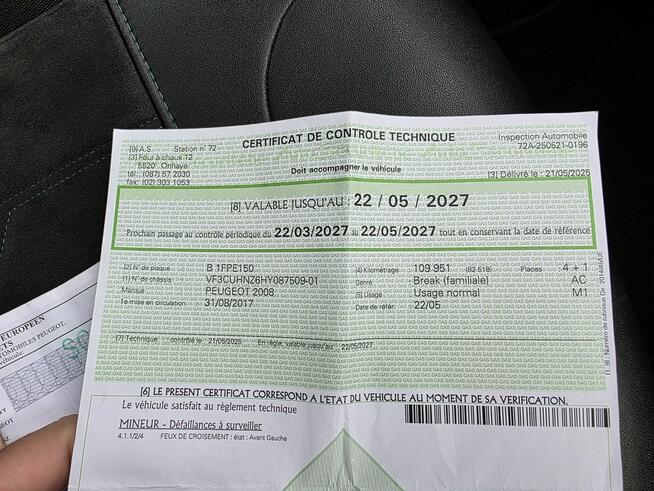 CERTIFICAT DE CONTROLE TECHNIQUE
[9] A.S. Station n° 72
[3] Four à chaux 12
5520 Onhaye
tél.: (087) 57 2030
fax: (02) 303 1053
Inspection Automobile
72A-250521-0196
Doit accompagner le véhicule
[3] Délivré le : 21/05/2025
[8] VALABLE JUSQU'AU : 22 / 05 / 2027
Prochain passage au contrôle périodique du 22/03/2027 au 22/05/2027 tout en conservant la date de référence
[2] N° de plaque B 1FPE150
[1] N° du chassis VF3CUHNZ6HY087509-01
Marque PEUGEOT 2008
1e mise en circulation 31/08/2017
[4] Kilométrage 109 951 (82 618) Places : 4 + 1
Genre Break (familiale) AC
[5] Usage Usage normal M1
Date de référ. 22/05
[7] Technique : contrôlé le : 21/05/2025 En règle, valable jusqu'au : 22/05/2027
[6] LE PRESENT CERTIFICAT CORRESPOND A L'ETAT DU VEHICULE AU MOMENT DE SA VERIFICATION.
Le véhicule satisfait au règlement technique
MINEUR - Défaillances à surveiller
4.1.1/2/4 FEUX DE CROISEMENT : état : Avant Gauche
EUROPEEN